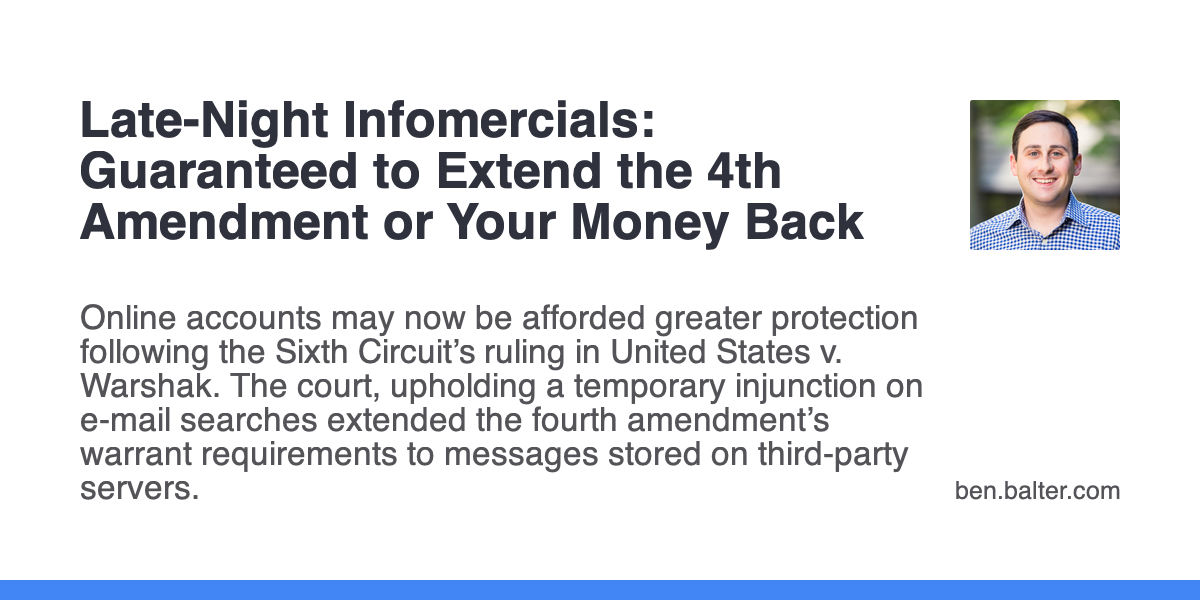 Late-Night Infomercials:
Guaranteed to Extend the 4th
Amendment or Your Money Back
Online accounts may now be afforded greater protection
following the Sixth Circuit’s ruling in United States v.
Warshak. The court, upholding a temporary injunction on
e-mail searches extended the fourth amendment’s
warrant requirements to messages stored on third-party
servers.
ben.balter.com